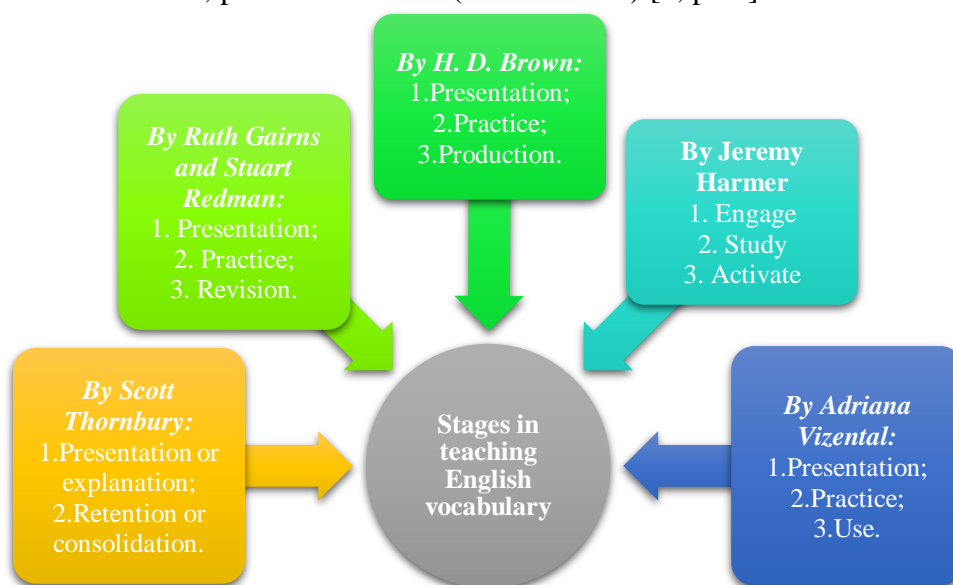 By H. D. Brown:
1.Presentation;
2.Practice;
3.Production.
By Ruth Gairns
and Stuart
Redman:
1. Presentation;
2. Practice;
3. Revision.
By Jeremy
Harmer
1. Engage
2. Study
3. Activate
By Scott
Thornbury:
1.Presentation or
explanation;
2.Retention or
consolidation.
Stages in
teaching
English
vocabulary
By Adriana
Vizental:
1.Presentation;
2.Practice;
3.Use.